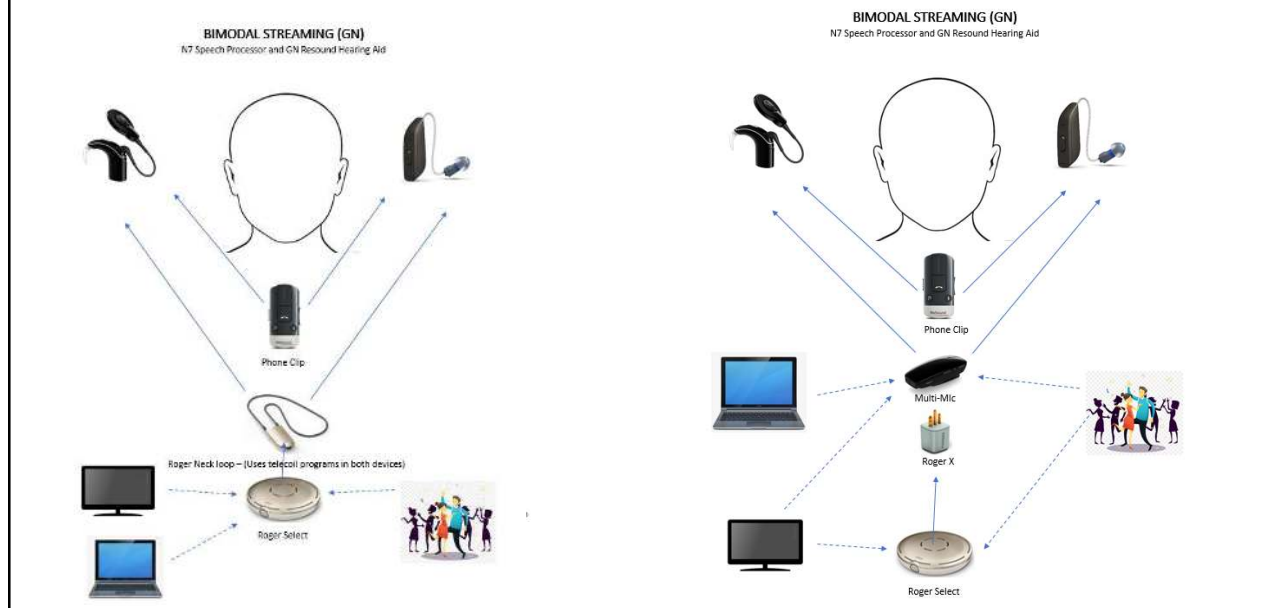 BIMODAL STREAMING (GN)
N7 Speech Processor and GN Resound Hearing Aid
Phone Clip
Roger Neck loop – (Uses telecoil programs in both devices)
Roger Select
BIMODAL STREAMING (GN)
N7 Speech Processor and GN Resound Hearing Aid
Phone Clip
Multi-Mic
Roger X
Roger Select